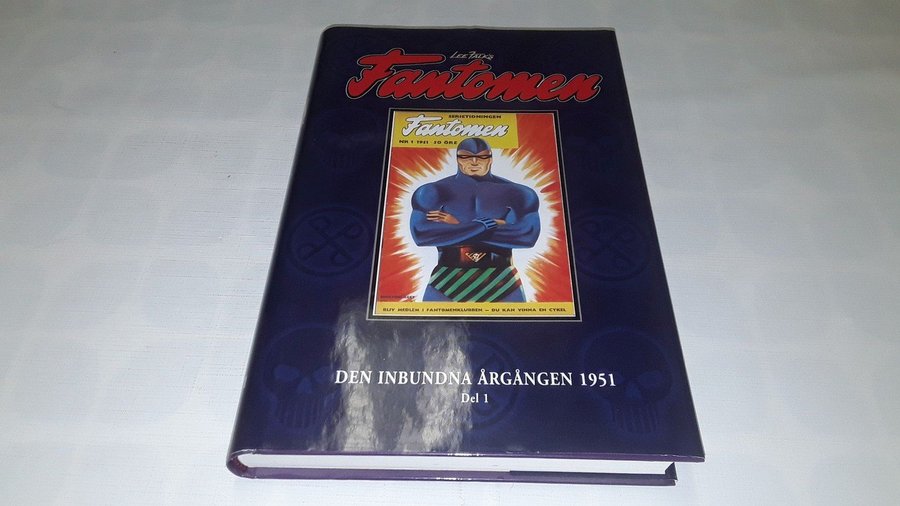 LEE FALK'S
Fantomen
SERIETIDNINGEN
Fantomen
NR 1 1951 50 ÖRE
BLIV MEDLEM I FANTOMENKLUBBEN – DU KAN VINNA EN CYKEL
DEN INBUNDNA ÅRGÅNGEN 1951
Del 1